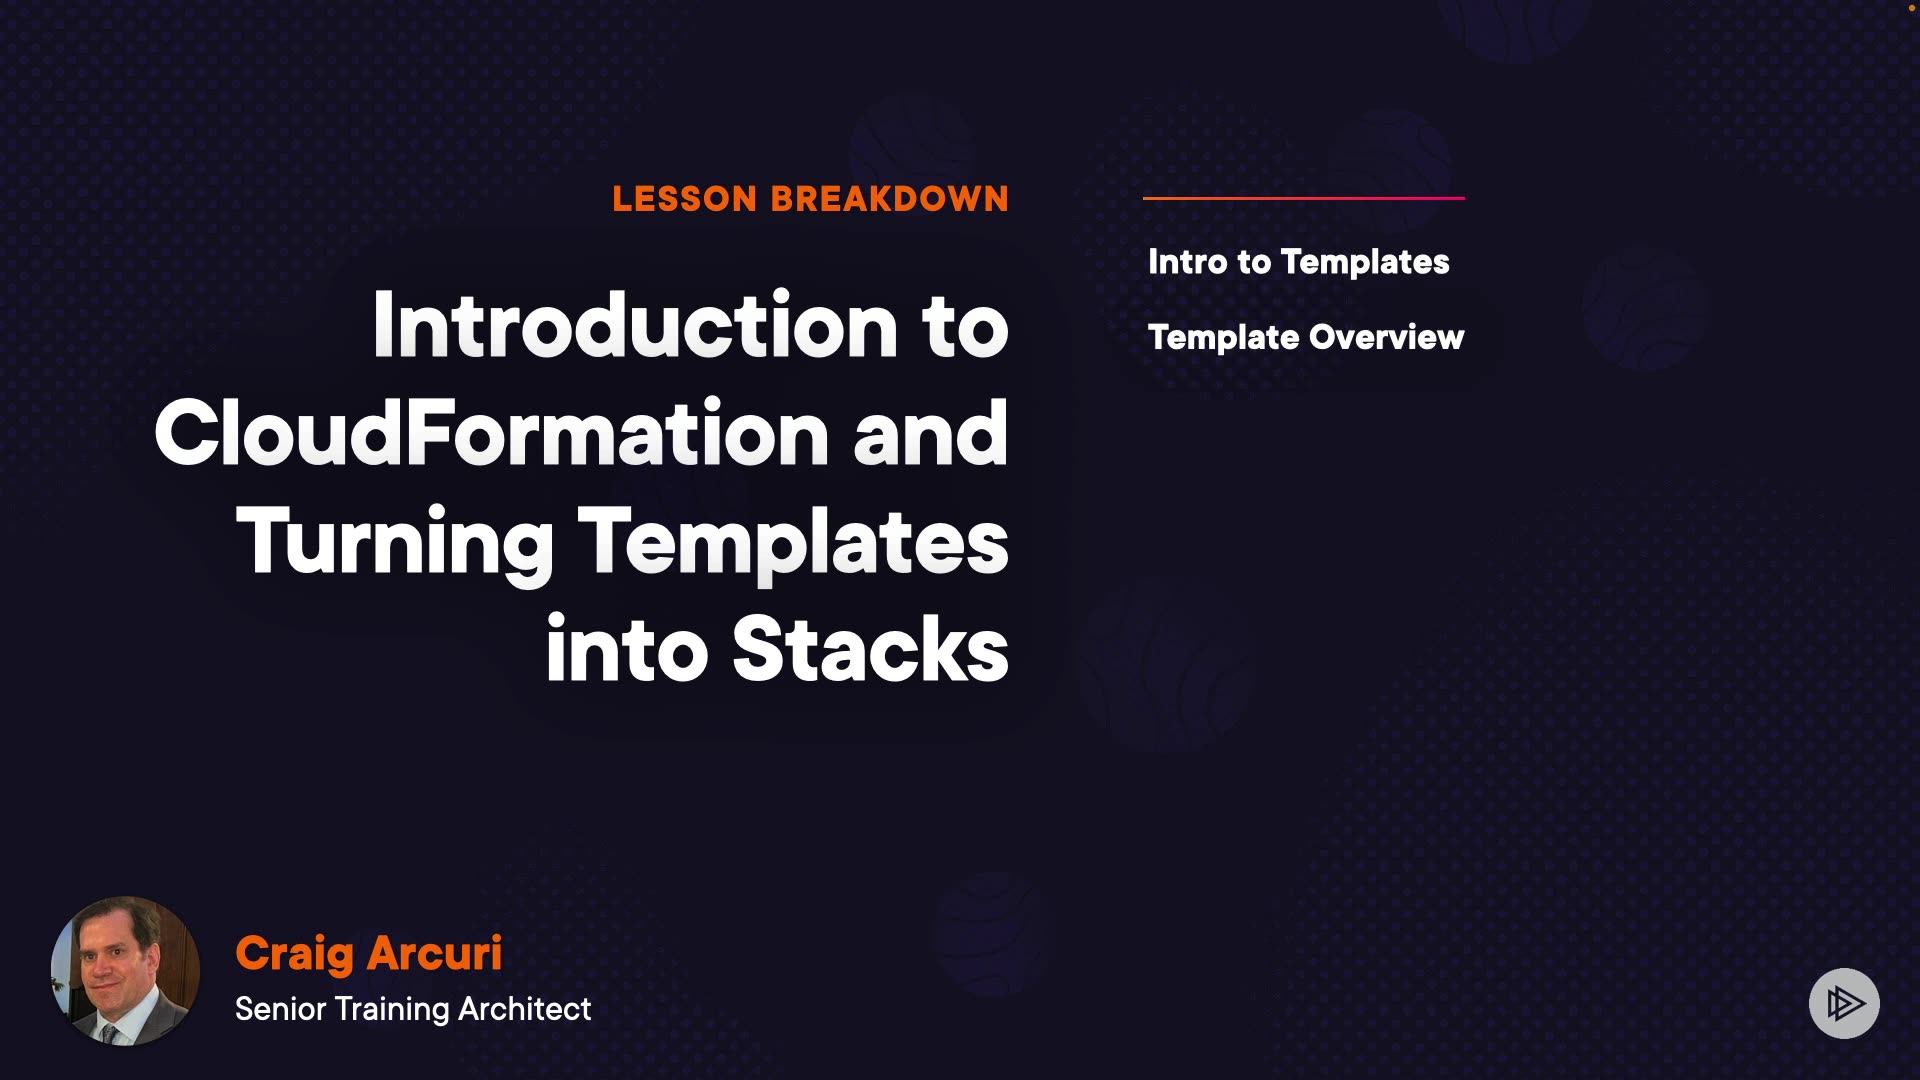 LESSON BREAKDOWN
Introduction to
CloudFormation and
Turning Templates
into Stacks
Intro to Templates
Template Overview
Craig Arcuri
Senior Training Architect